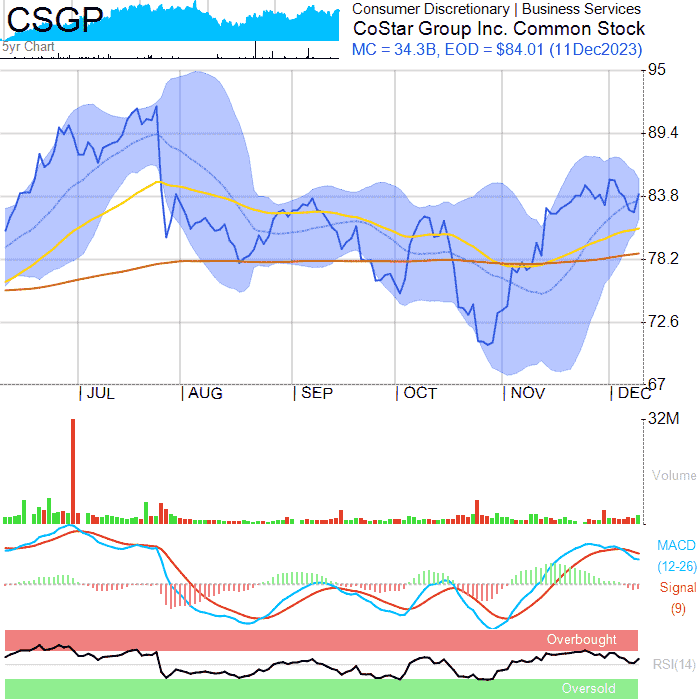 CSGP
5yr Chart
Consumer Discretionary | Business Services
CoStar Group Inc. Common Stock
MC = 34.3B, EOD = $84.01 (11Dec2023)
95
89.4
83.8
78.2
72.6
67
| JUL
| AUG
| SEP
| OCT
| NOV
| DEC
32M
Volume
MACD
(12-26)
Signal
(9)
Overbought
RSI(14)
Oversold